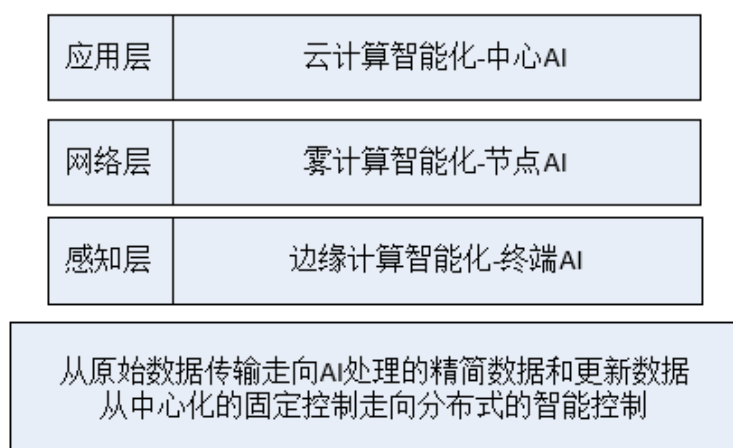 应用层 云计算智能化-中心AI
网络层 雾计算智能化-节点AI
感知层 边缘计算智能化-终端AI
从原始数据传输走向AI处理的精简数据和更新数据
从中心化的固定控制走向分布式的智能控制